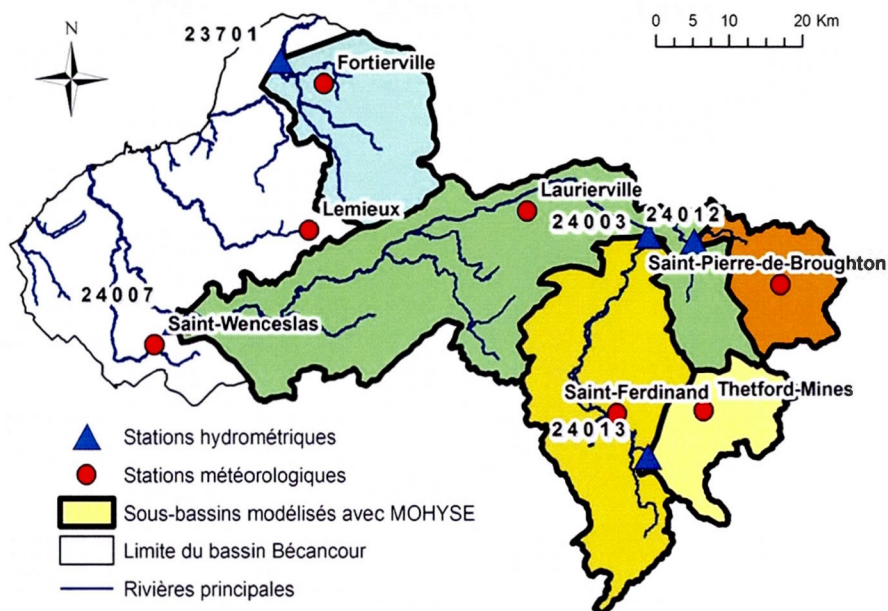 N
23701
0 5 10 20 Km
Fortierville
Laurierville
24003
24012
Lemieux
Saint-Pierre-de-Broughton
24007
Saint-Wenceslas
Saint-Ferdinand
Thetford-Mines
24013
Stations hydrométriques
Stations météorologiques
Sous-bassins modélisés avec MOHYSE
Limite du bassin Bécancour
Rivières principales